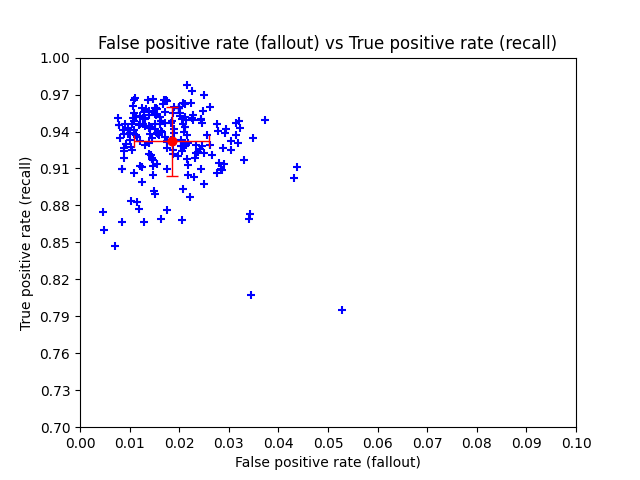 False positive rate (fallout) vs True positive rate (recall)
1.00
0.97
0.94
0.91
0.88
0.85
0.82
0.79
0.76
0.73
0.70
True positive rate (recall)
0.00 0.01 0.02 0.03 0.04 0.05 0.06 0.07 0.08 0.09 0.10
False positive rate (fallout)